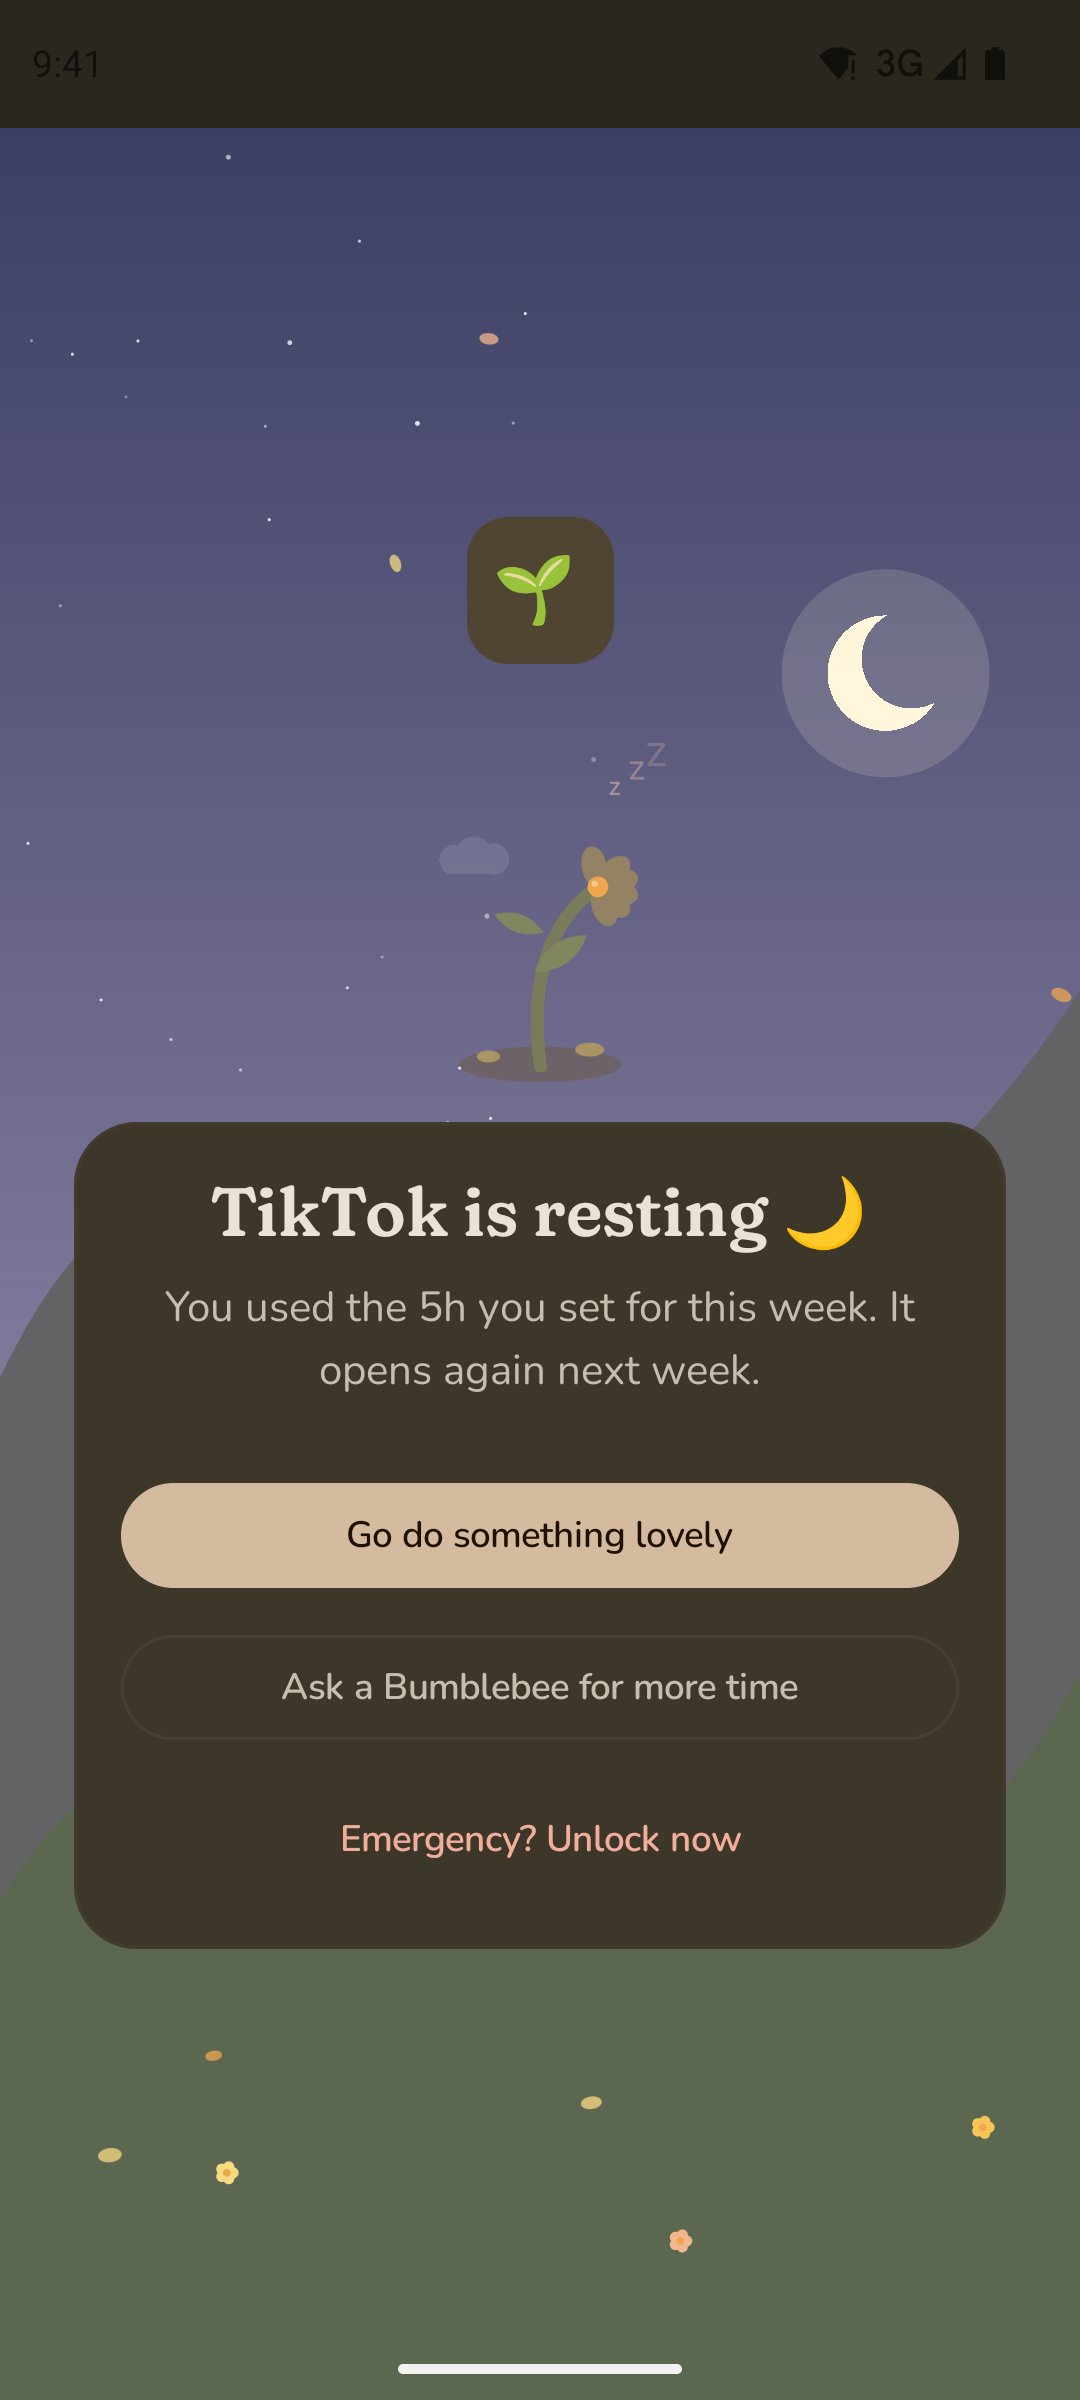 9:41
3G
z z Z
TikTok is resting 🌙
You used the 5h you set for this week. It
opens again next week.
Go do something lovely
Ask a Bumblebee for more time
Emergency? Unlock now